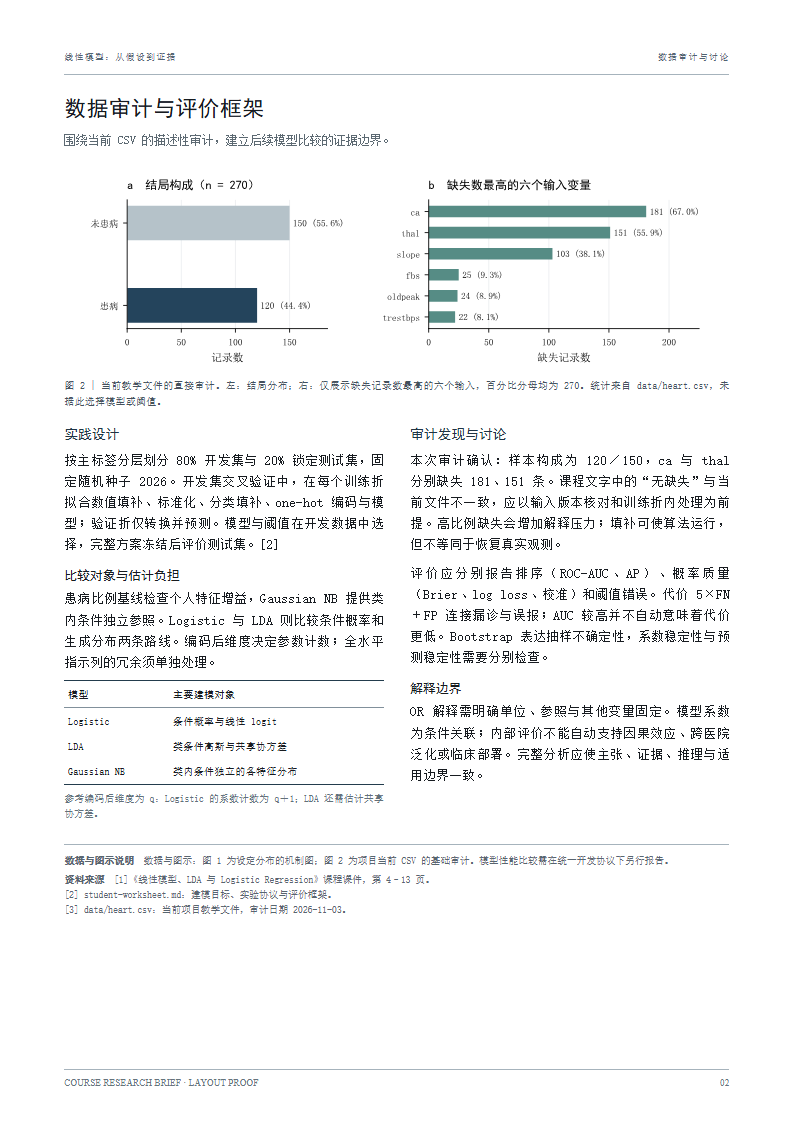 线性模型：从假设到证据
数据审计与讨论
数据审计与评价框架
围绕当前 CSV 的描述性审计，建立后续模型比较的证据边界。
a 结局构成（n = 270）
未患病
150 (55.6%)
患病
120 (44.4%)
0 50 100 150
记录数
b 缺失数最高的六个输入变量
ca 181 (67.0%)
thal 151 (55.9%)
slope 103 (38.1%)
fbs 25 (9.3%)
oldpeak 24 (8.9%)
trestbps 22 (8.1%)
0 50 100 150 200
缺失记录数
图 2｜当前教学文件的直接审计。左：结局分布；右：仅展示缺失记录数最高的六个输入，百分比分母均为 270。统计来自 data/heart.csv，未
据此选择模型或阈值。
实践设计
按主标签分层划分 80% 开发集与 20% 锁定测试集，固
定随机种子 2026。开发集交叉验证中，在每个训练折
拟合数值填补、标准化、分类填补、one-hot 编码与模
型；验证折仅转换并预测。模型与阈值在开发数据中选
择，完整方案冻结后评价测试集。[2]
比较对象与估计负担
患病比例基线检查个人特征增益，Gaussian NB 提供类
内条件独立参照。Logistic 与 LDA 则比较条件概率和
生成分布两条路线。编码后维度决定参数计数；全水平
指示列的冗余须单独处理。
模型 主要建模对象
Logistic 条件概率与线性 logit
LDA 类条件高斯与共享协方差
Gaussian NB 类内条件独立的各特征分布
参考编码后维度为 q：Logistic 的系数计数为 q＋1；LDA 还需估计共享
协方差。
审计发现与讨论
本次审计确认：样本构成为 120／150，ca 与 thal
分别缺失 181、151 条。课程文字中的“无缺失”与当
前文件不一致，应以输入版本核对和训练折内处理为前
提。高比例缺失会增加解释压力；填补可使算法运行，
但不等同于恢复真实观测。
评价应分别报告排序（ROC-AUC、AP）、概率质量
（Brier、log loss、校准）和阈值错误。代价 5×FN
＋FP 连接漏诊与误报；AUC 较高并不自动意味着代价
更低。Bootstrap 表达抽样不确定性，系数稳定性与预
测稳定性需要分别检查。
解释边界
OR 解释需明确单位、参照与其他变量固定。模型系数
为条件关联；内部评价不能自动支持因果效应、跨医院
泛化或临床部署。完整分析应使主张、证据、推理与适
用边界一致。
数据与图示说明 数据与图示：图 1 为设定分布的机制图；图 2 为项目当前 CSV 的基础审计。模型性能比较需在统一开发协议下另行报告。
资料来源 [1]《线性模型、LDA 与 Logistic Regression》课程课件，第 4–13 页。
[2] student-worksheet.md：建模目标、实验协议与评价框架。
[3] data/heart.csv：当前项目教学文件，审计日期 2026-11-03。
COURSE RESEARCH BRIEF · LAYOUT PROOF
02